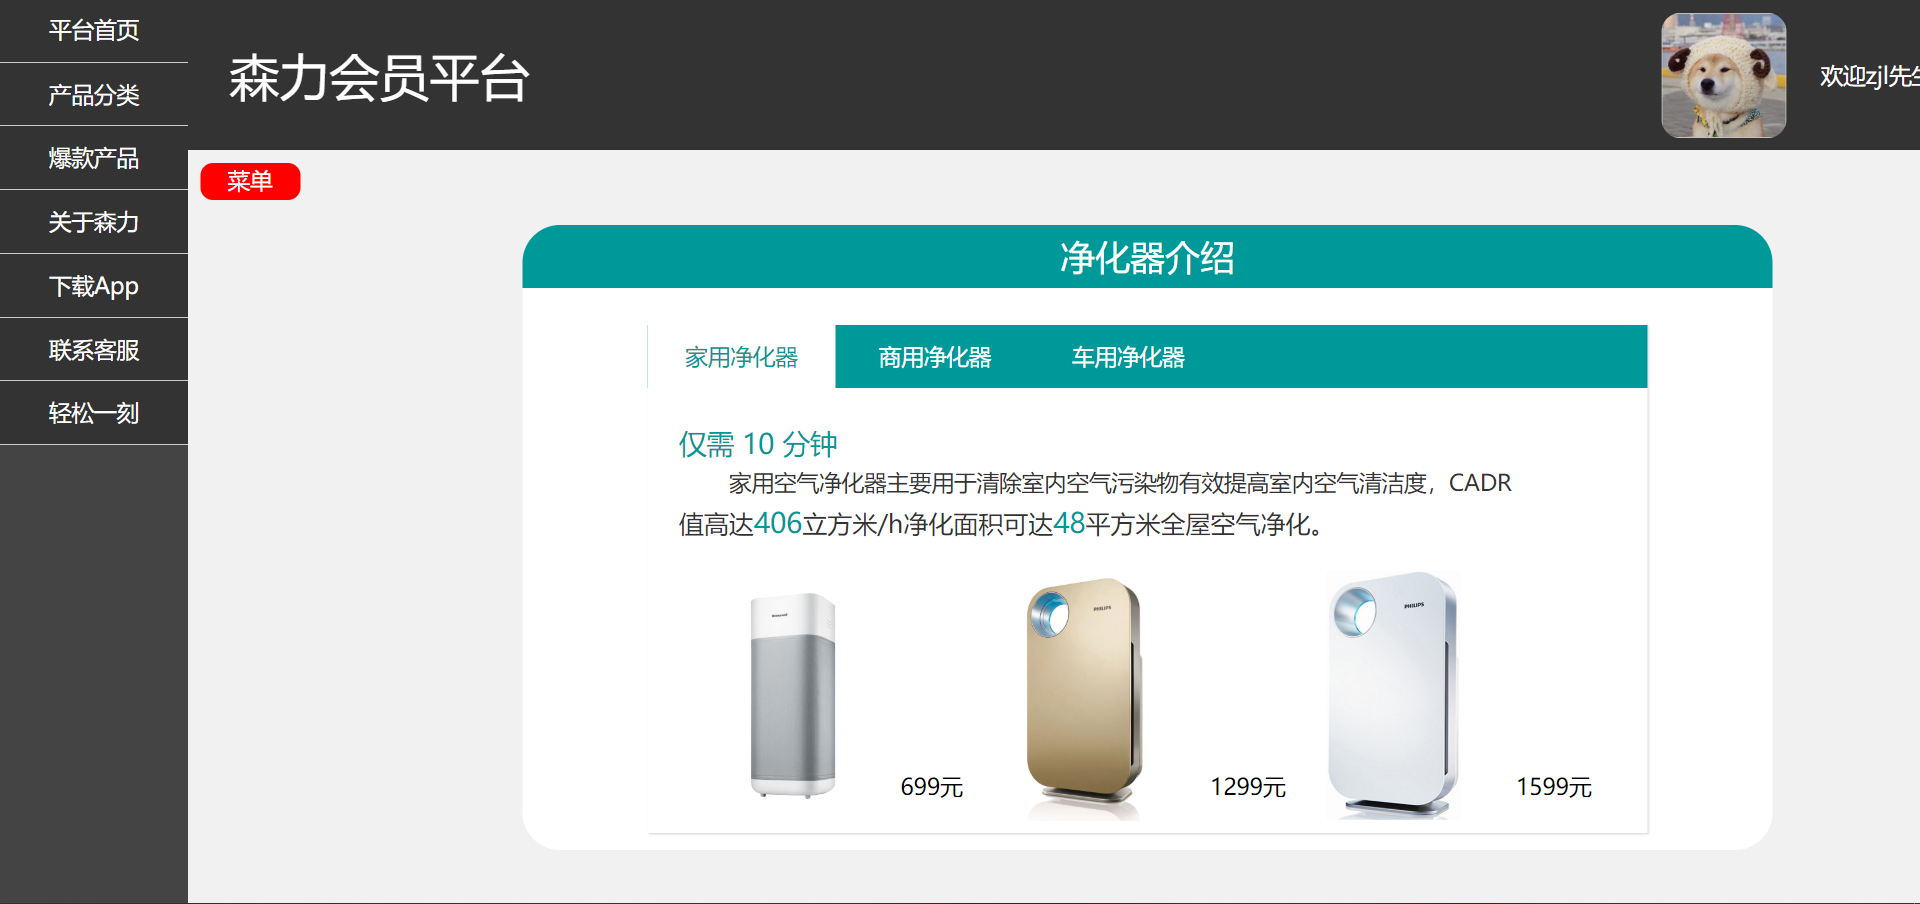 平台首页
产品分类
爆款产品
关于森力
下载App
联系客服
轻松一刻
森力会员平台
欢迎zjl先生
菜单
净化器介绍
家用净化器
商用净化器
车用净化器
仅需 10 分钟
家用空气净化器主要用于清除室内空气污染物有效提高室内空气清洁度，CADR
值高达406立方米/h净化面积可达48平方米全屋空气净化。
Honeywell
PHILIPS
PHILIPS
699元
1299元
1599元